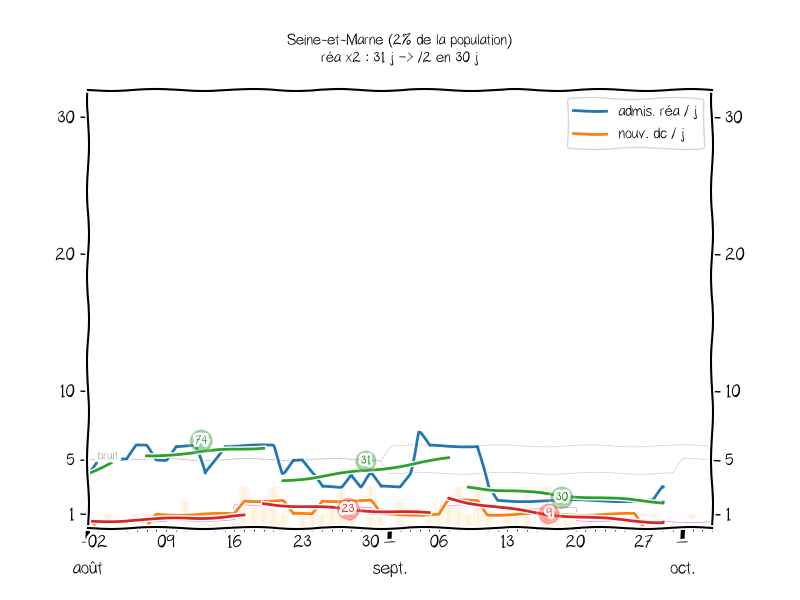 Seine-et-Marne (2% de la population)
réa x2 : 31 j -> /2 en 30 j
admis. réa / j
nouv. dc / j
30
30
20
20
10
10
5
5
1
1
bruit
74
31
30
23
9
02 09 16 23 30 06 13 20 27
août sept. oct.